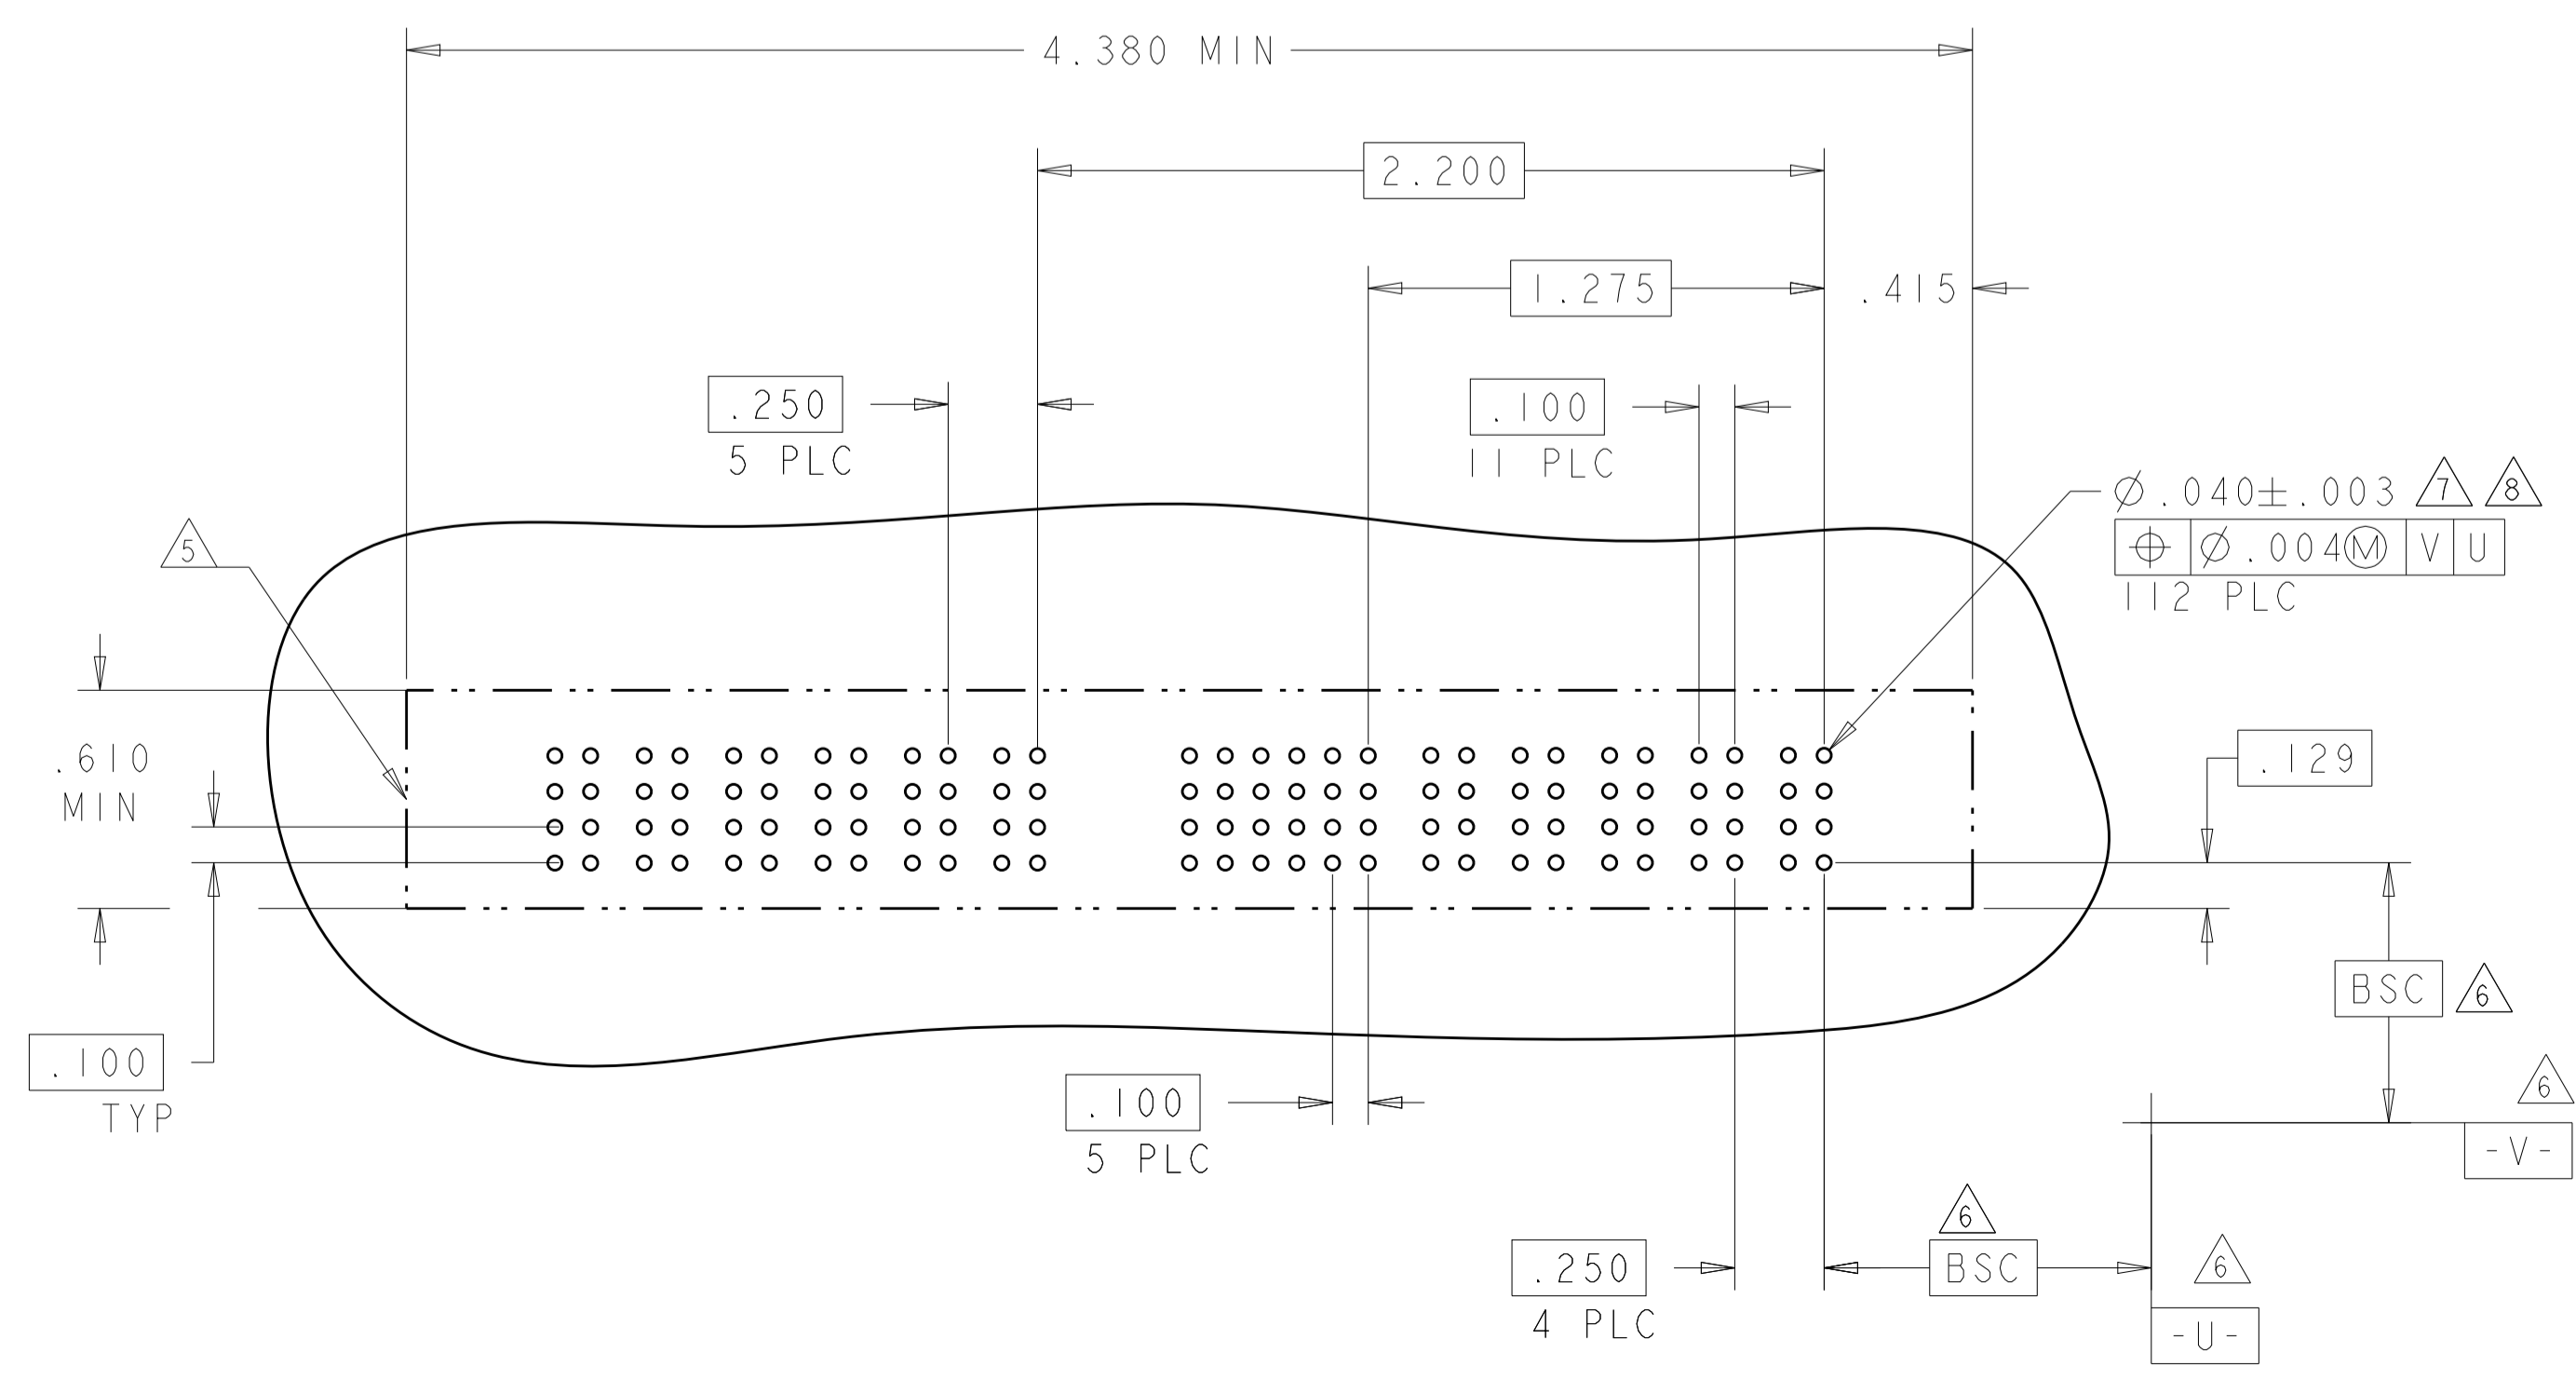 4.380 MIN
2.200
1.275
.415
.250
5 PLC
.100
11 PLC
Ø.040±.003 7 8
⌖ Ø.004Ⓜ V U
112 PLC
5
.610
MIN
.129
BSC 6
.100
TYP
.100
5 PLC
6
-V-
6
.250
4 PLC
BSC
6
-U-